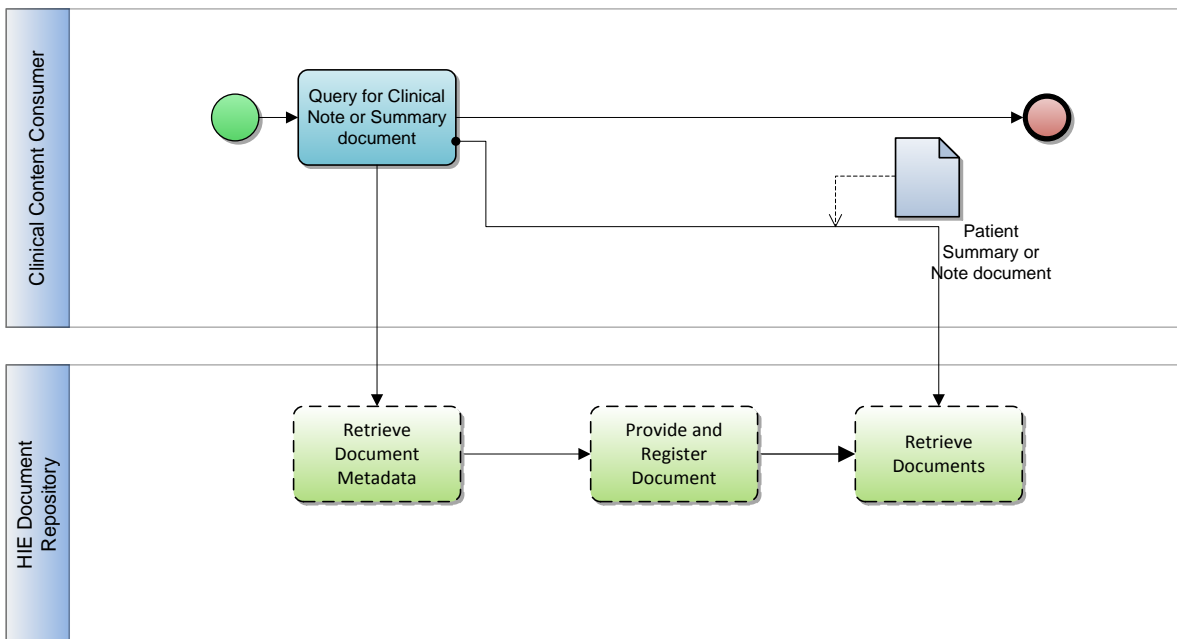 Clinical Content Consumer
Query for Clinical
Note or Summary
document
Patient
Summary or
Note document
HIE Document
Repository
Retrieve
Document
Metadata
Provide and
Register
Document
Retrieve
Documents